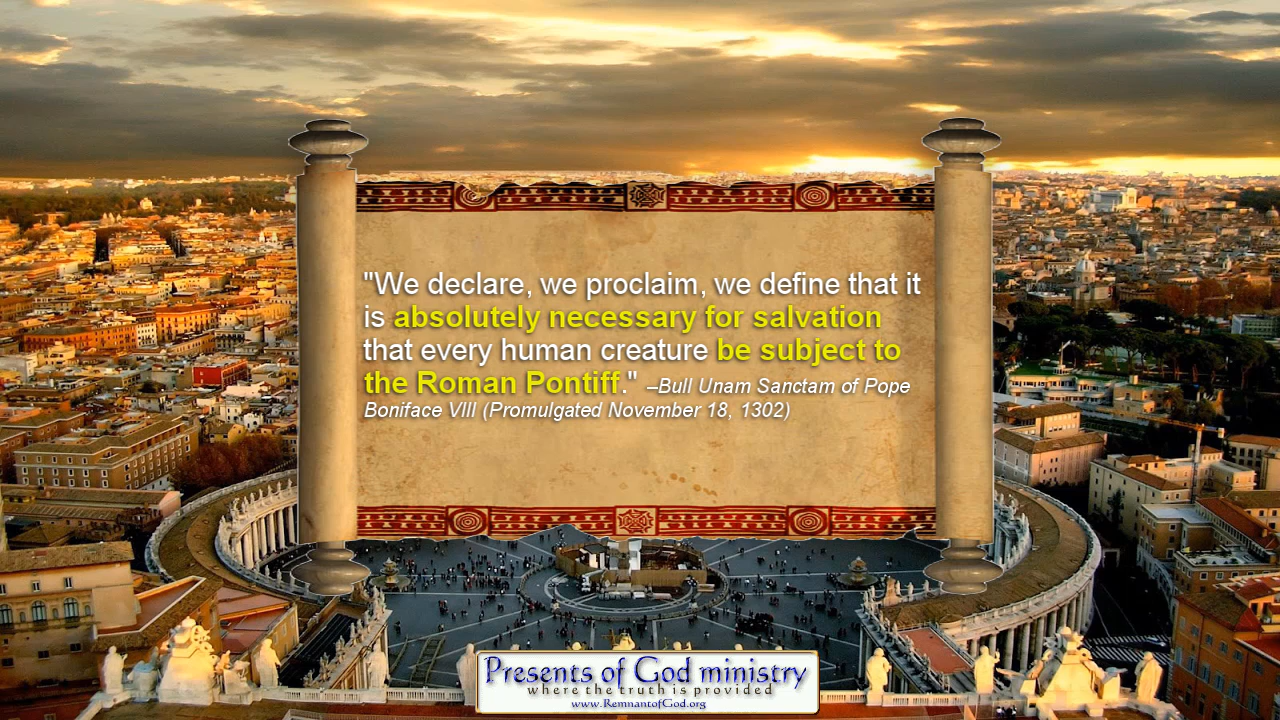 "We declare, we proclaim, we define that it
is absolutely necessary for salvation
that every human creature be subject to
the Roman Pontiff." –Bull Unam Sanctam of Pope
Boniface VIII (Promulgated November 18, 1302)
Presents of God ministry
where the truth is provided
www.RemnantofGod.org